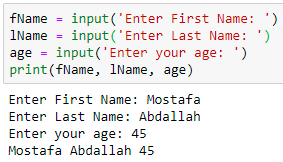 fName = input('Enter First Name: ')
lName = input('Enter Last Name: ')
age = input('Enter your age: ')
print(fName, lName, age)
Enter First Name: Mostafa
Enter Last Name: Abdallah
Enter your age: 45
Mostafa Abdallah 45